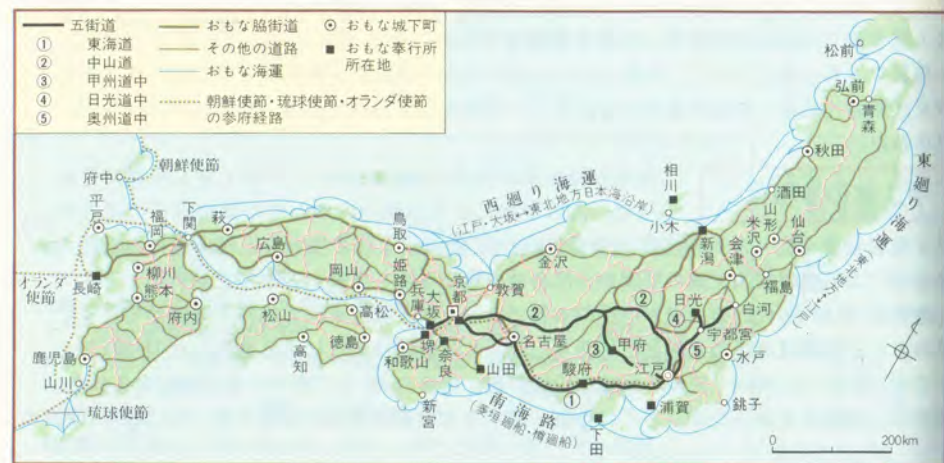 五街道
① 東海道
② 中山道
③ 甲州道中
④ 日光道中
⑤ 奥州道中
おもな脇街道
その他の道路
おもな海運
朝鮮使節・琉球使節・オランダ使節
の参府経路
おもな城下町
おもな奉行所
所在地
松前
弘前
青森
秋田
東廻り海運
(東北地方↔江戸)
朝鮮使節
府中
平戸
福岡
下関
萩
広島
岡山
鳥取
姫路
兵庫
大坂
京都
敦賀
西廻り海運
(江戸・大坂↔東北地方日本海沿岸)
金沢
相川
小木
新潟
酒田
山形
米沢
仙台
会津
福島
白河
日光
④
宇都宮
⑤
水戸
銚子
江戸
浦賀
②
②
③
甲府
名古屋
駿府
①
下田
南海路
(菱垣廻船・樽廻船)
山田
奈良
堺
和歌山
新宮
高松
徳島
松山
高知
オランダ
使節
長崎
柳川
熊本
府内
鹿児島
山川
琉球使節
0 200km